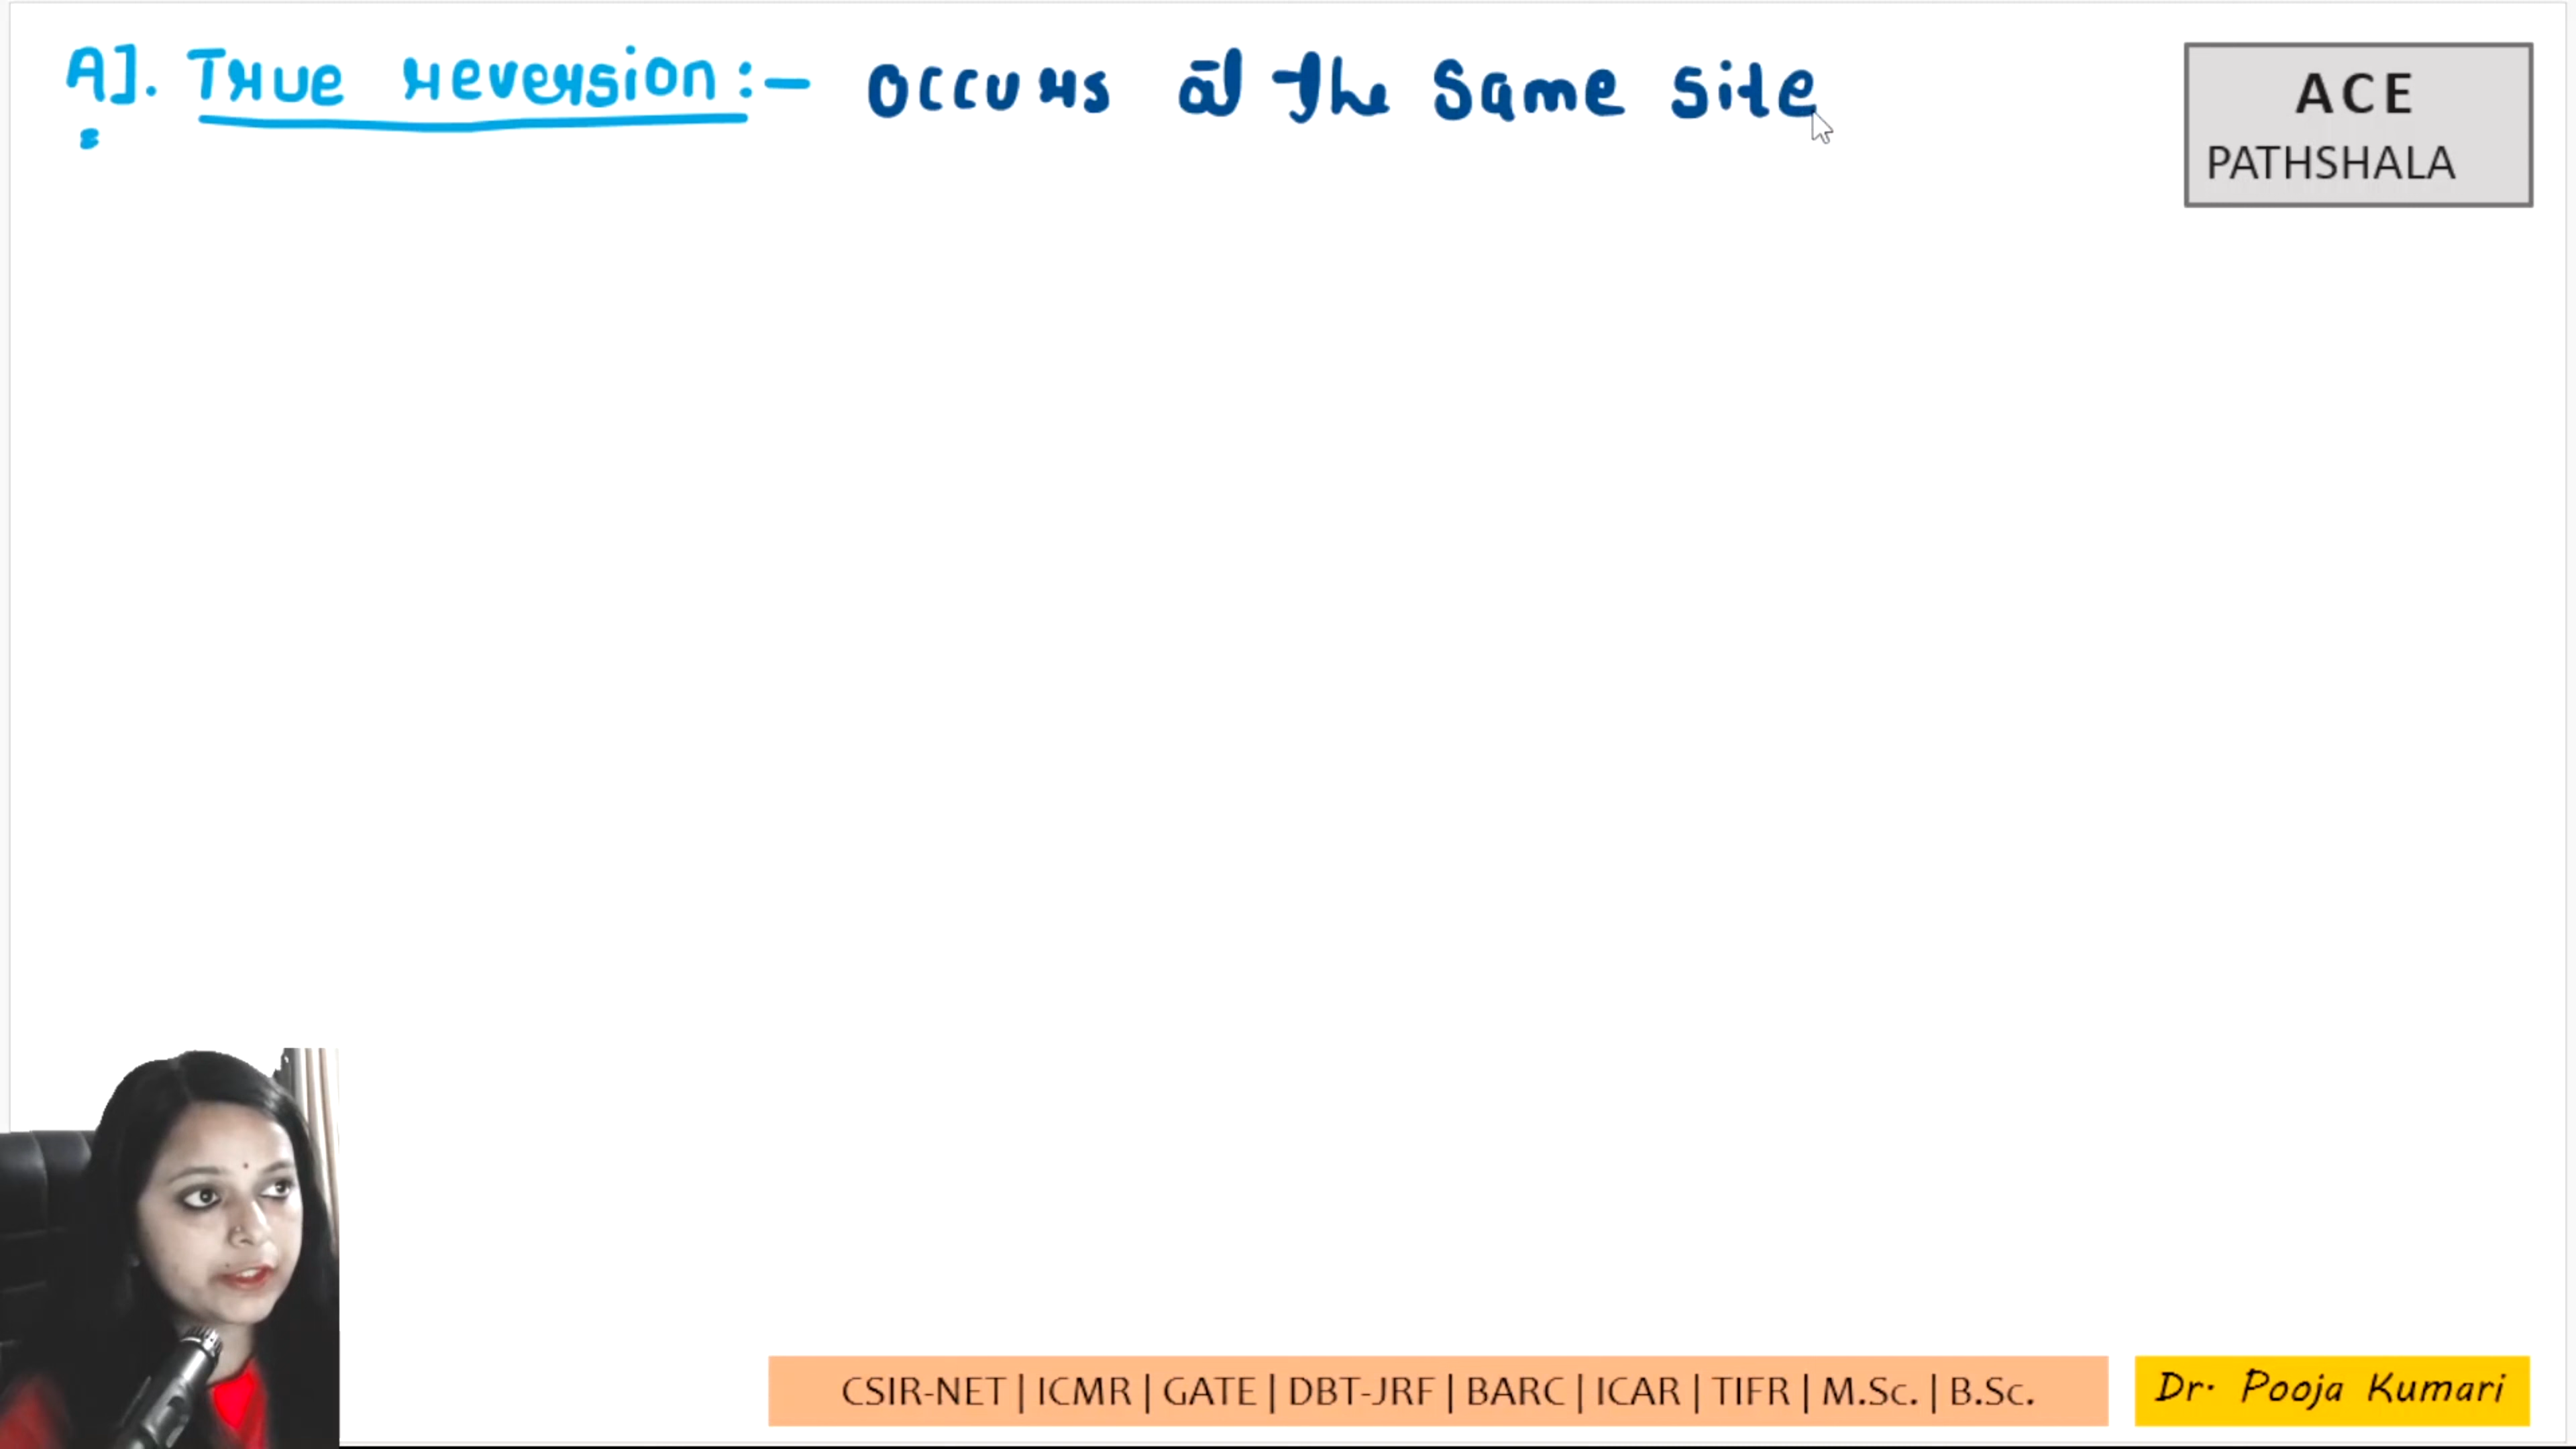 A]. True reversion :- occurs at the same site
ACE
PATHSHALA
CSIR-NET | ICMR | GATE | DBT-JRF | BARC | ICAR | TIFR | M.Sc. | B.Sc.
Dr. Pooja Kumari